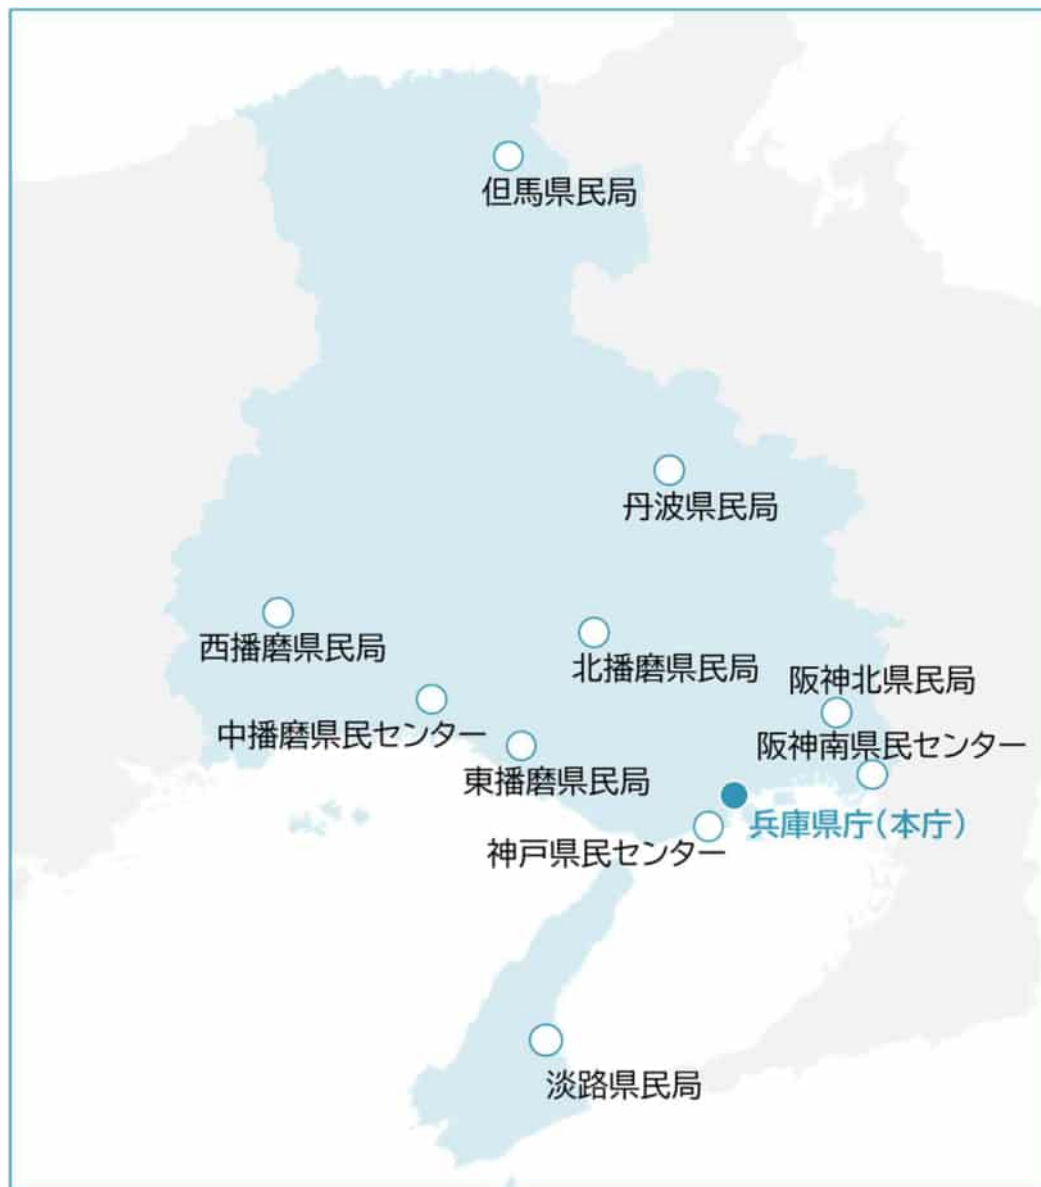 但馬県民局
丹波県民局
西播磨県民局
北播磨県民局
阪神北県民局
中播磨県民センター
阪神南県民センター
東播磨県民局
兵庫県庁(本庁)
神戸県民センター
淡路県民局